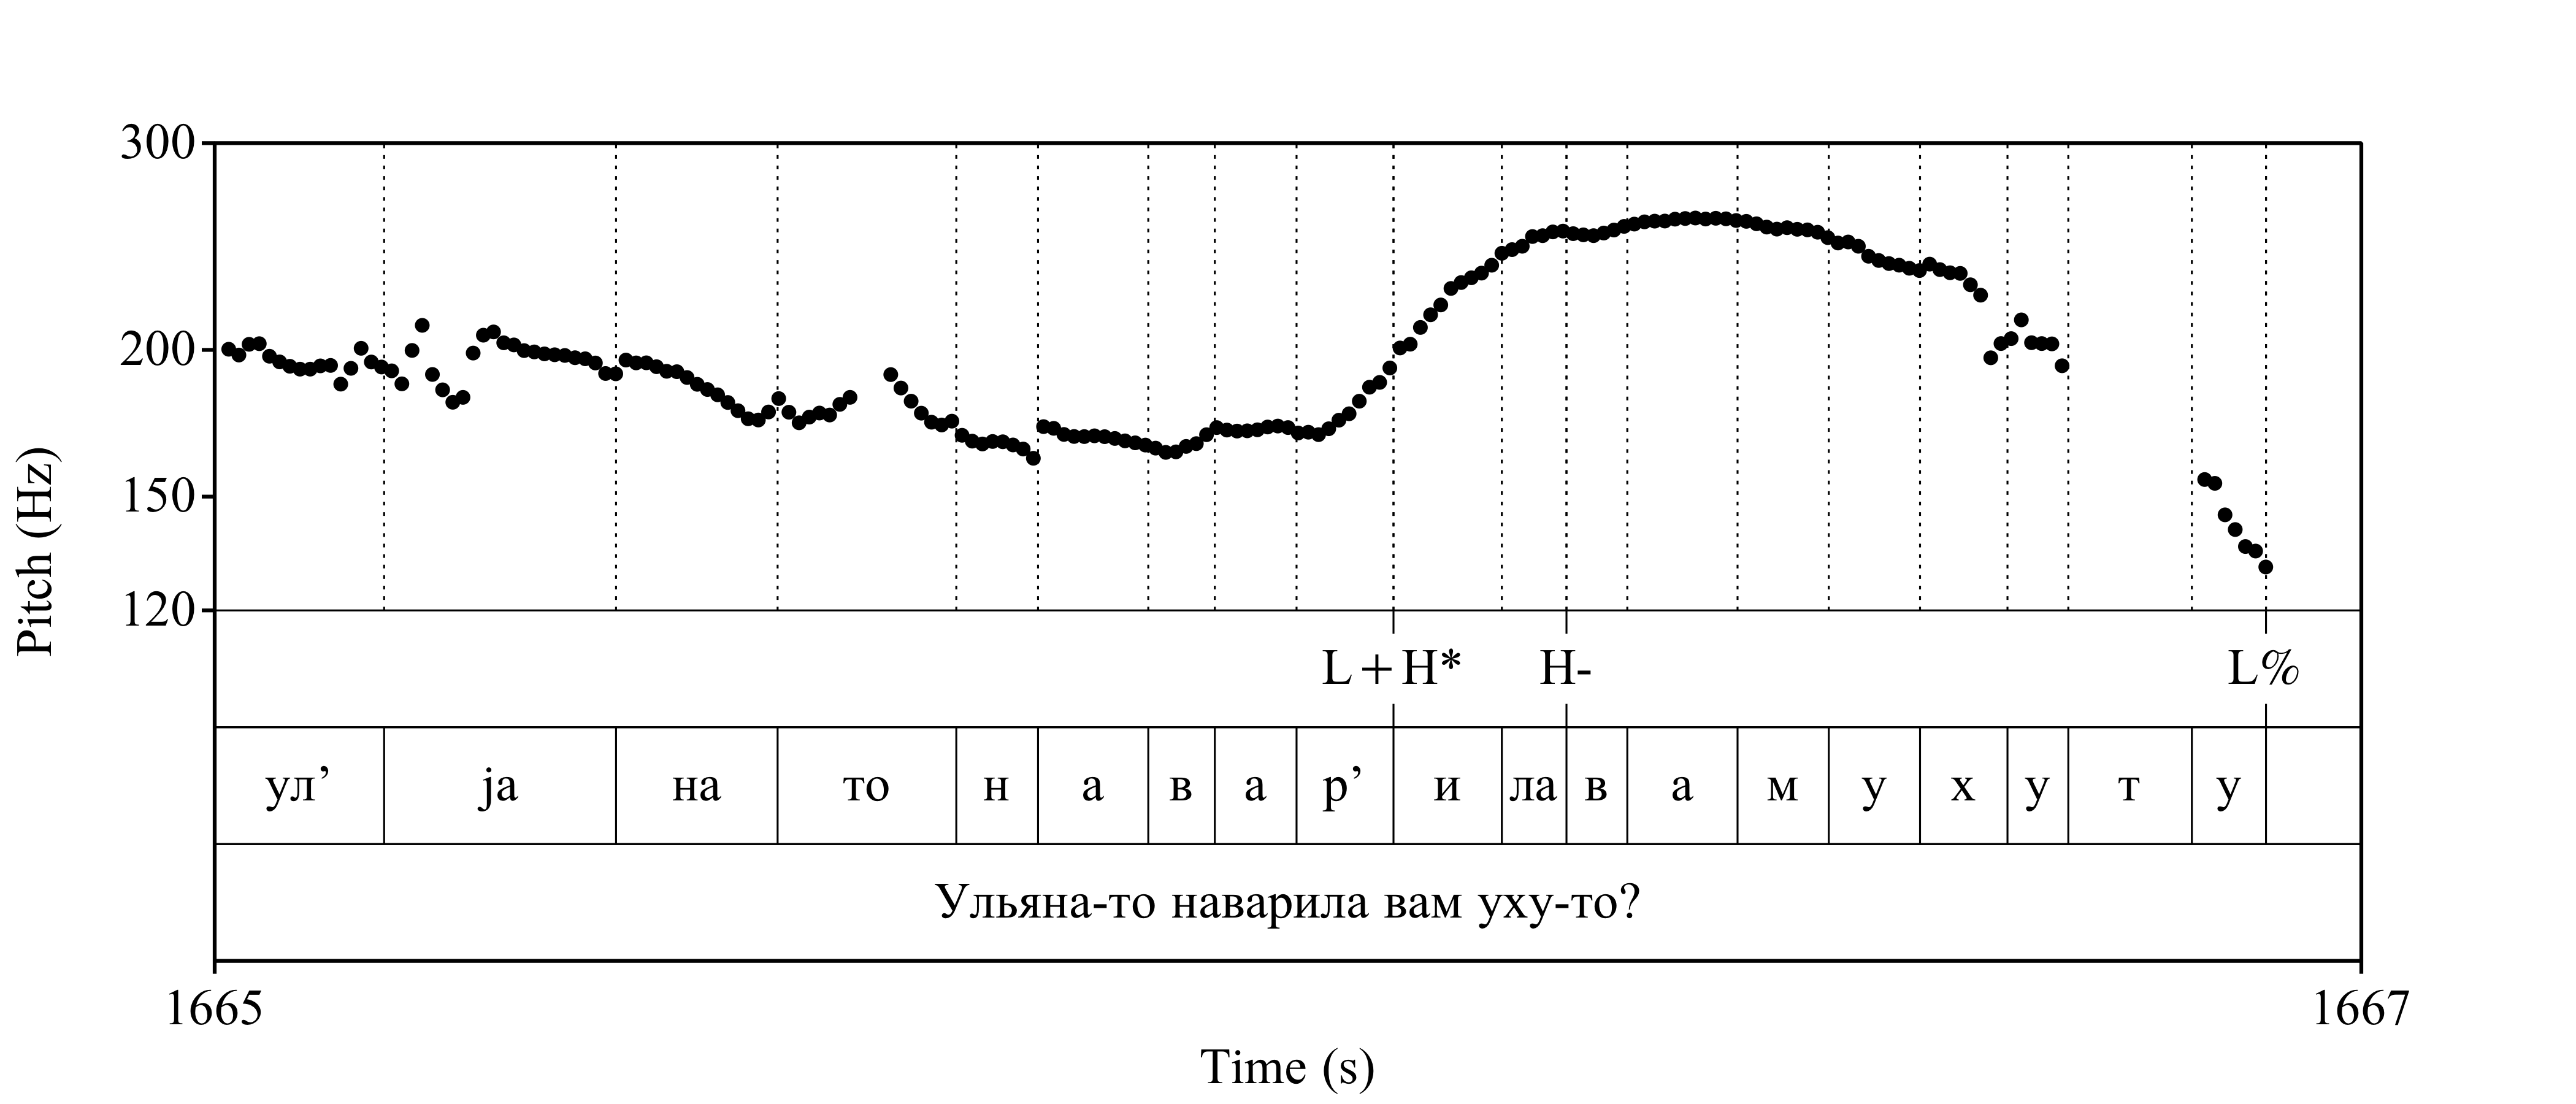 300
200
150
120
Pitch (Hz)
L+H* H- L%
ул’ ја на то н а в а р’ и ла в а м у х у т у
Ульяна-то наварила вам уху-то?
1665 1667
Time (s)